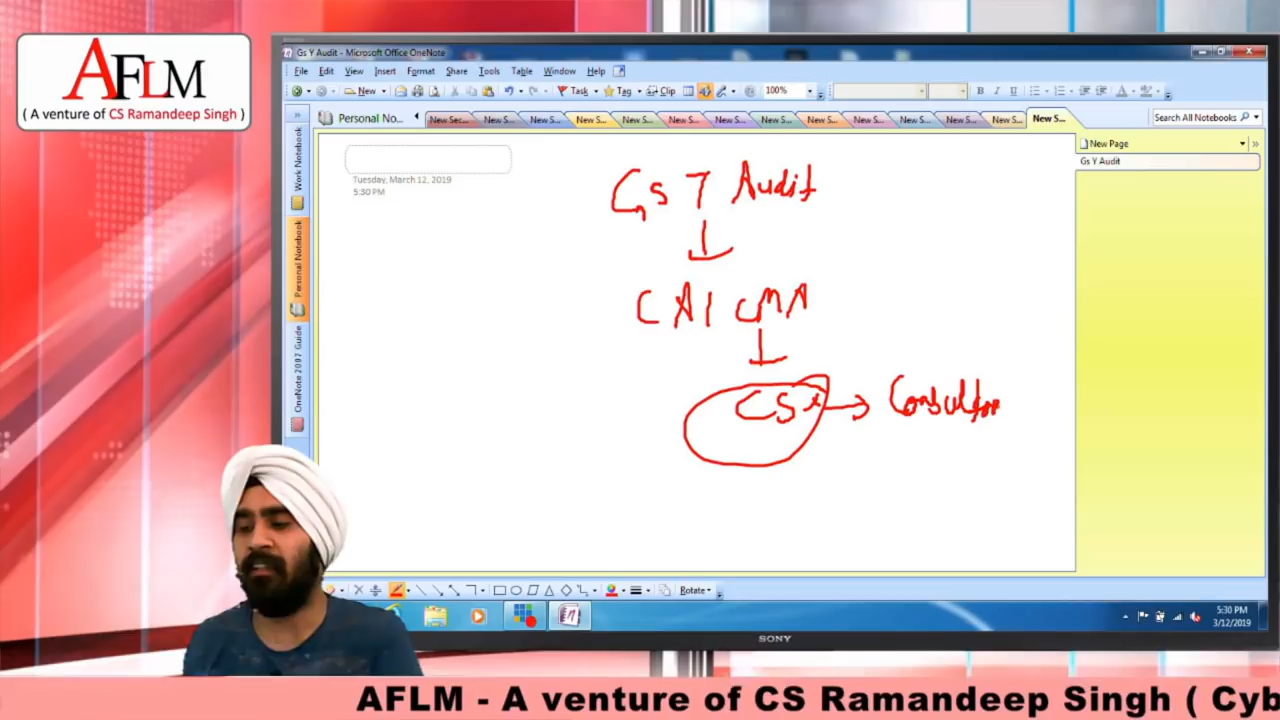 AFLM
( A venture of CS Ramandeep Singh )
Gs Y Audit - Microsoft Office OneNote
File Edit View Insert Format Share Tools Table Window Help
New Task Tag Clip 100% B I U
Personal No... New Sec... New S... New S... New S... New S... New S... New S... New S... New S... New S... New S... New S... New S... New S... Search All Notebooks
Work Notebook
Personal Notebook
OneNote 2007 Guide
New Page
Gs Y Audit
Tuesday, March 12, 2019
5:30 PM
GsT Audit
CA| CMA
CS
Rotate
5:30 PM
3/12/2019
SONY
AFLM - A venture of CS Ramandeep Singh ( Cyb